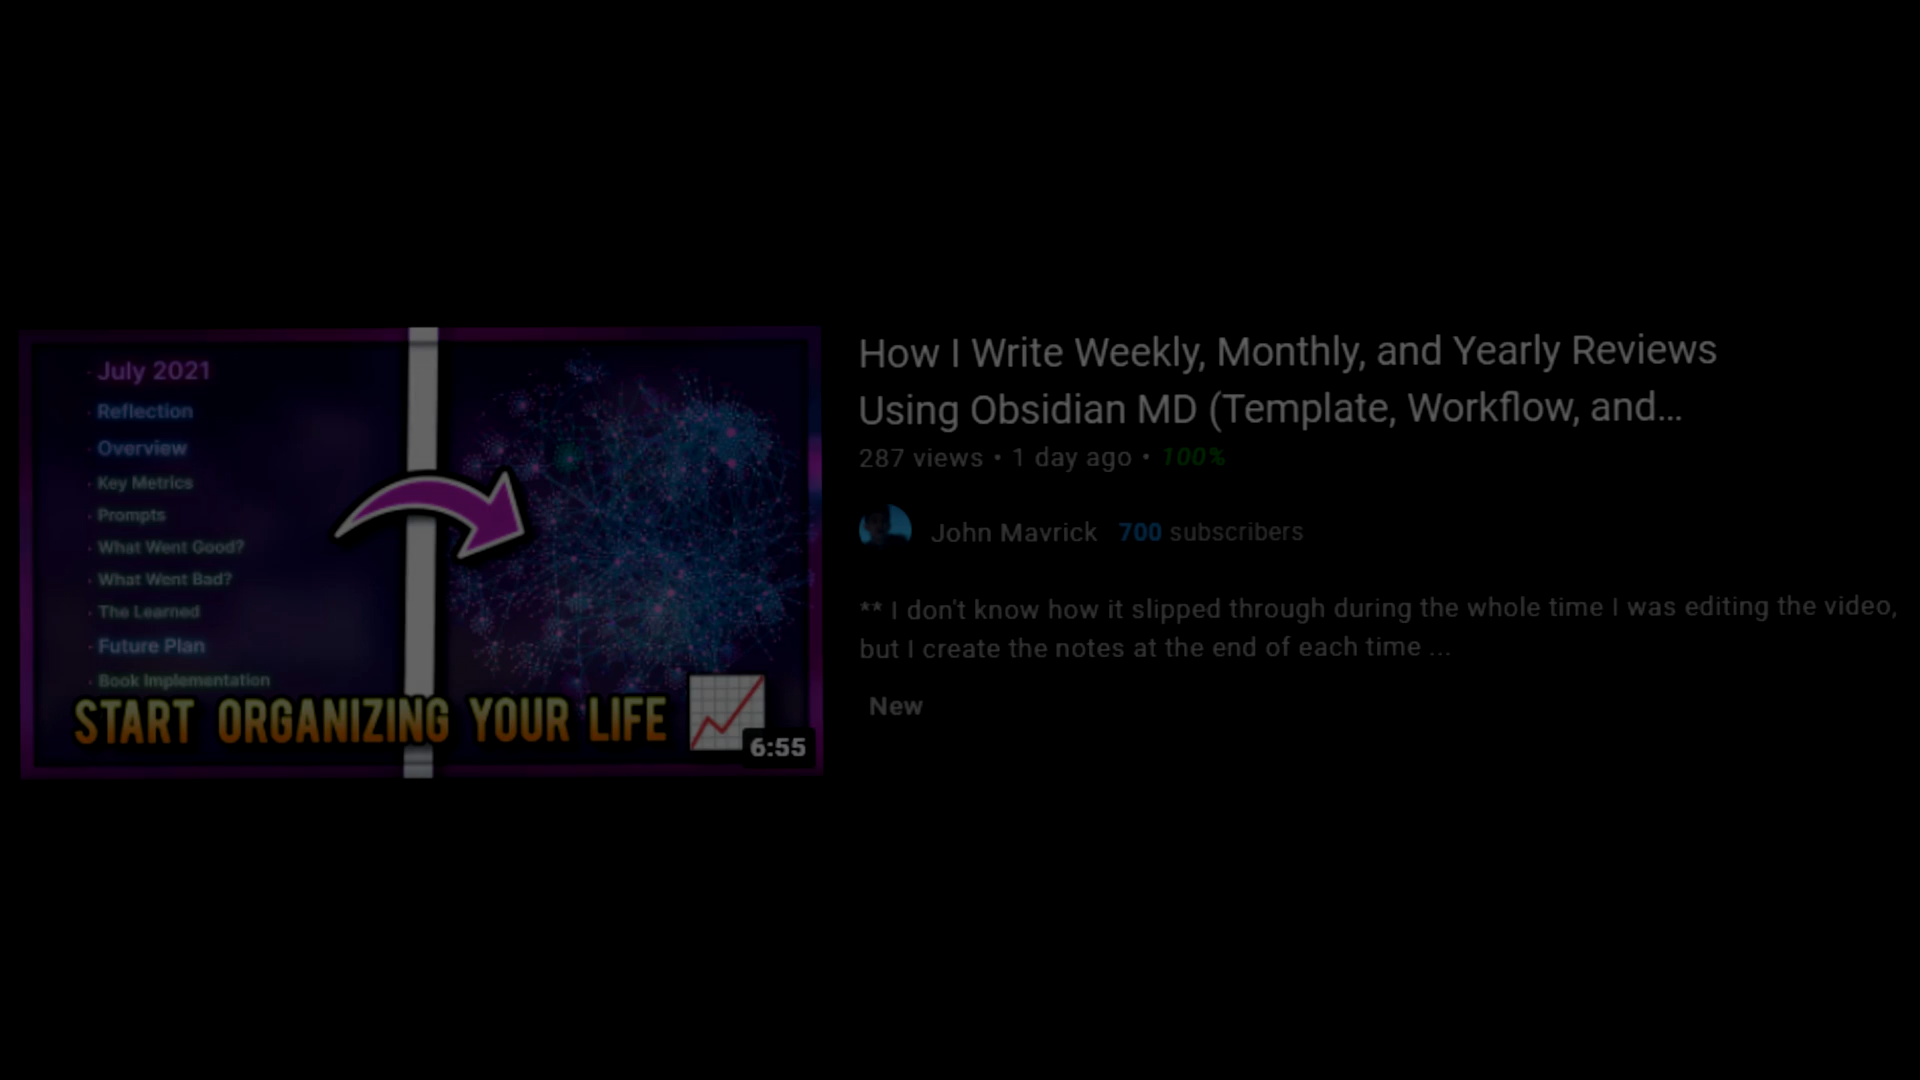 July 2021
Reflection
Overview
Key Metrics
Prompts
What Went Good?
What Went Bad?
The Learned
Future Plan
Book Implementation
START ORGANIZING YOUR LIFE
6:55
How I Write Weekly, Monthly, and Yearly Reviews
Using Obsidian MD (Template, Workflow, and...
287 views • 1 day ago • 100%
John Mavrick 700 subscribers
** I don't know how it slipped through during the whole time I was editing the video,
but I create the notes at the end of each time ...
New